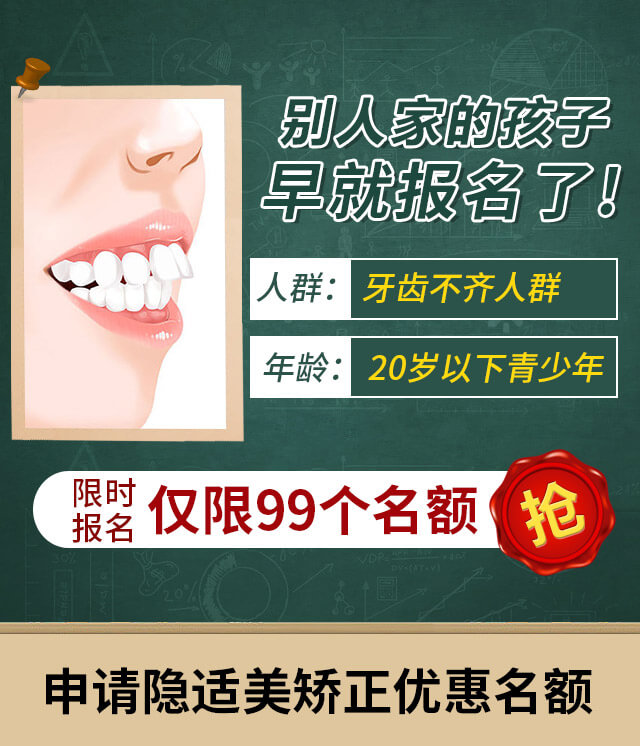 别人家的孩子
早就报名了!
人群： 牙齿不齐人群
年龄： 20岁以下青少年
限时
报名
仅限99个名额
抢
申请隐适美矫正优惠名额